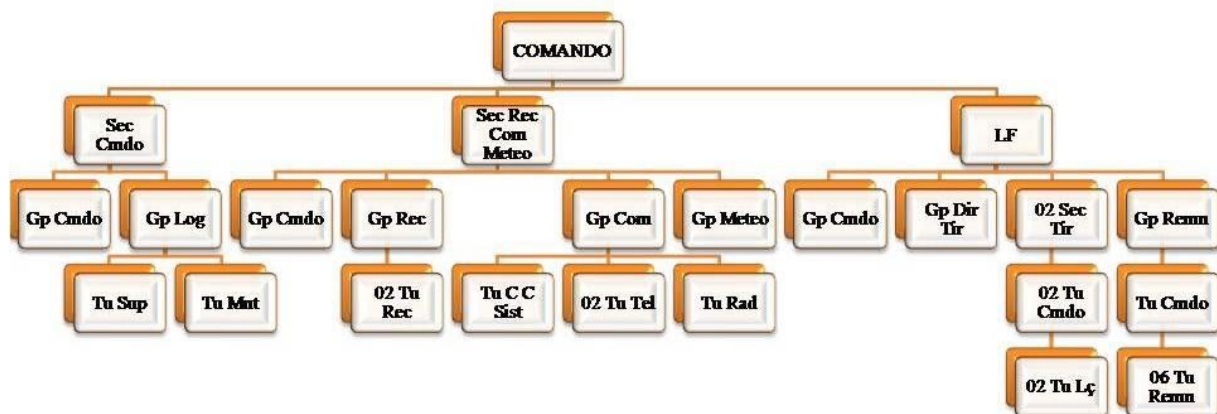 COMANDO
Sec
Cmdo
Sec Rec
Com
Meteo
LF
Gp Cmdo
Gp Log
Gp Cmdo
Gp Rec
Gp Com
Gp Meteo
Gp Cmdo
Gp Dir
Tir
02 Sec
Tir
Gp Remn
Tu Sup
Tu Mnt
02 Tu
Rec
Tu C C
Sist
02 Tu Tel
Tu Rad
02 Tu
Cmdo
Tu Cmdo
02 Tu Lç
06 Tu
Remn